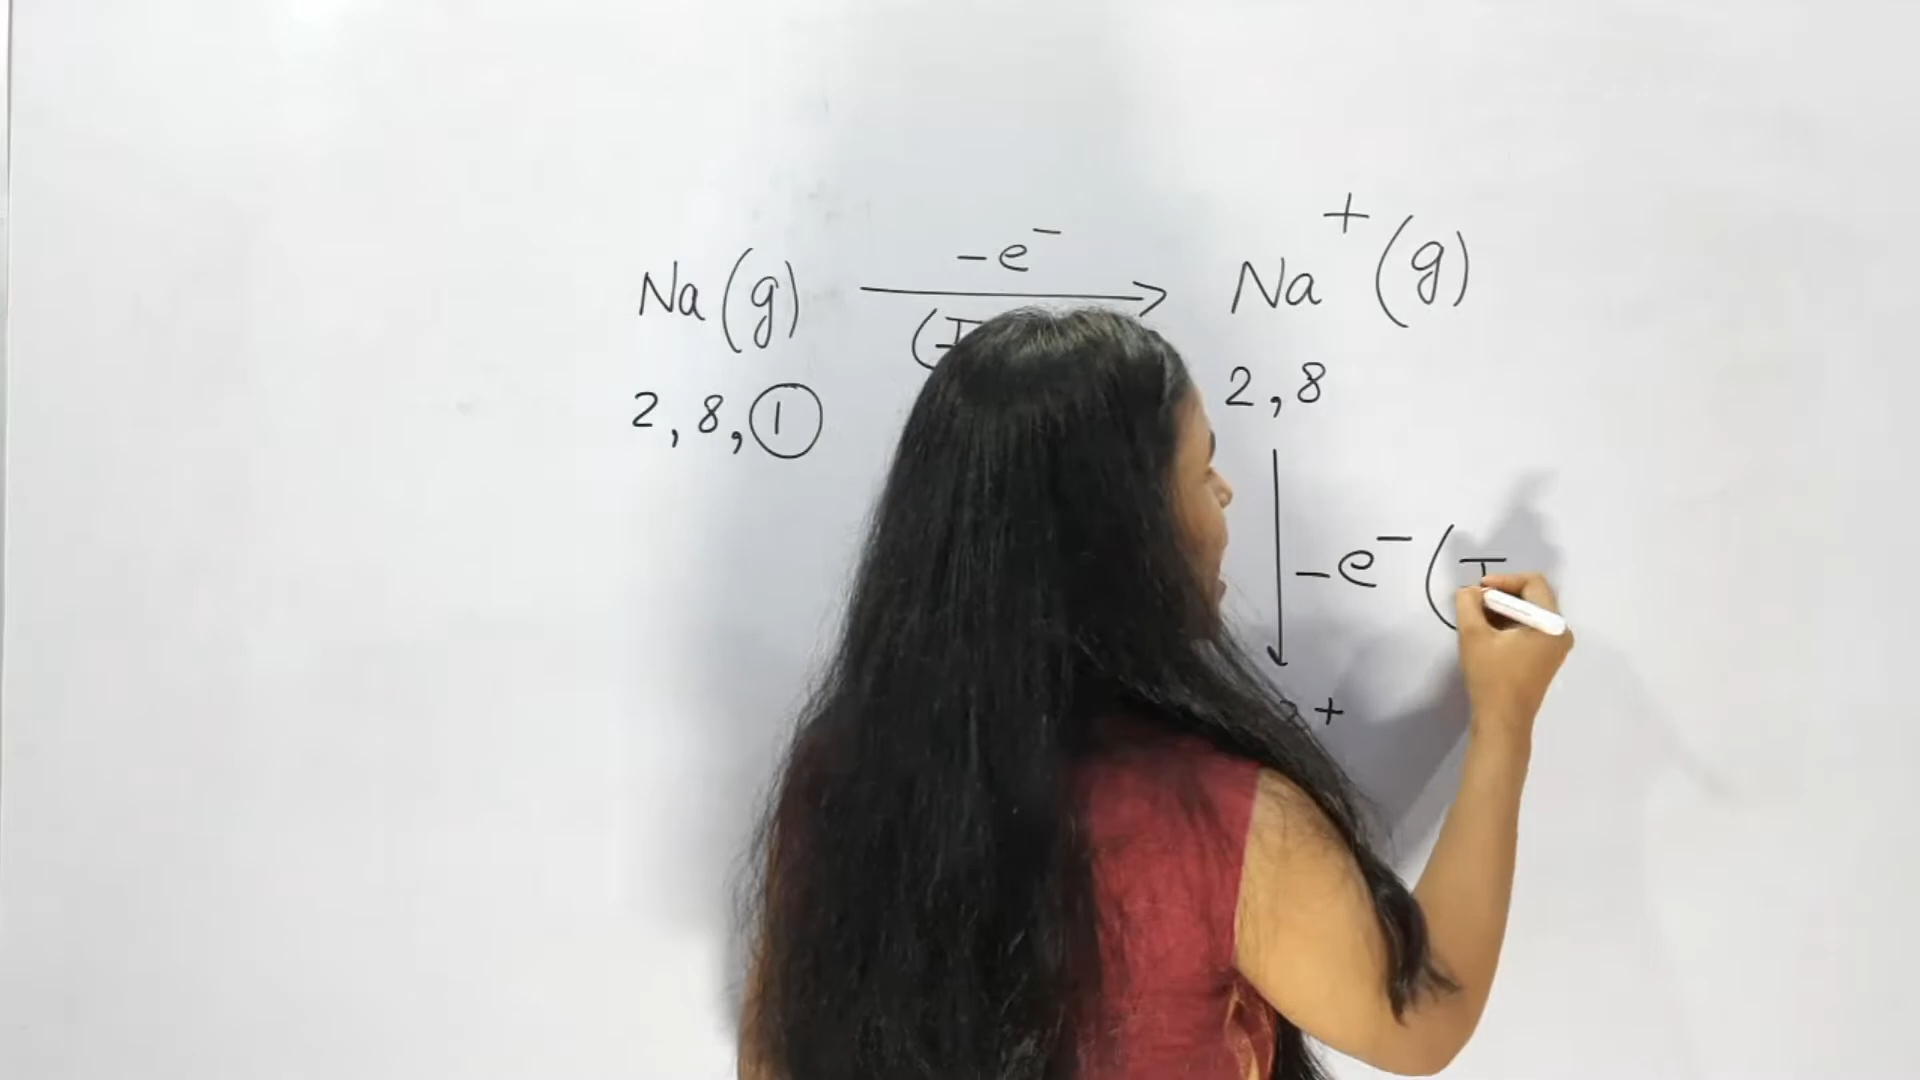 Na(g) -e⁻ → Na⁺(g)
(I
2, 8, 1
2, 8
-e⁻ (I
+